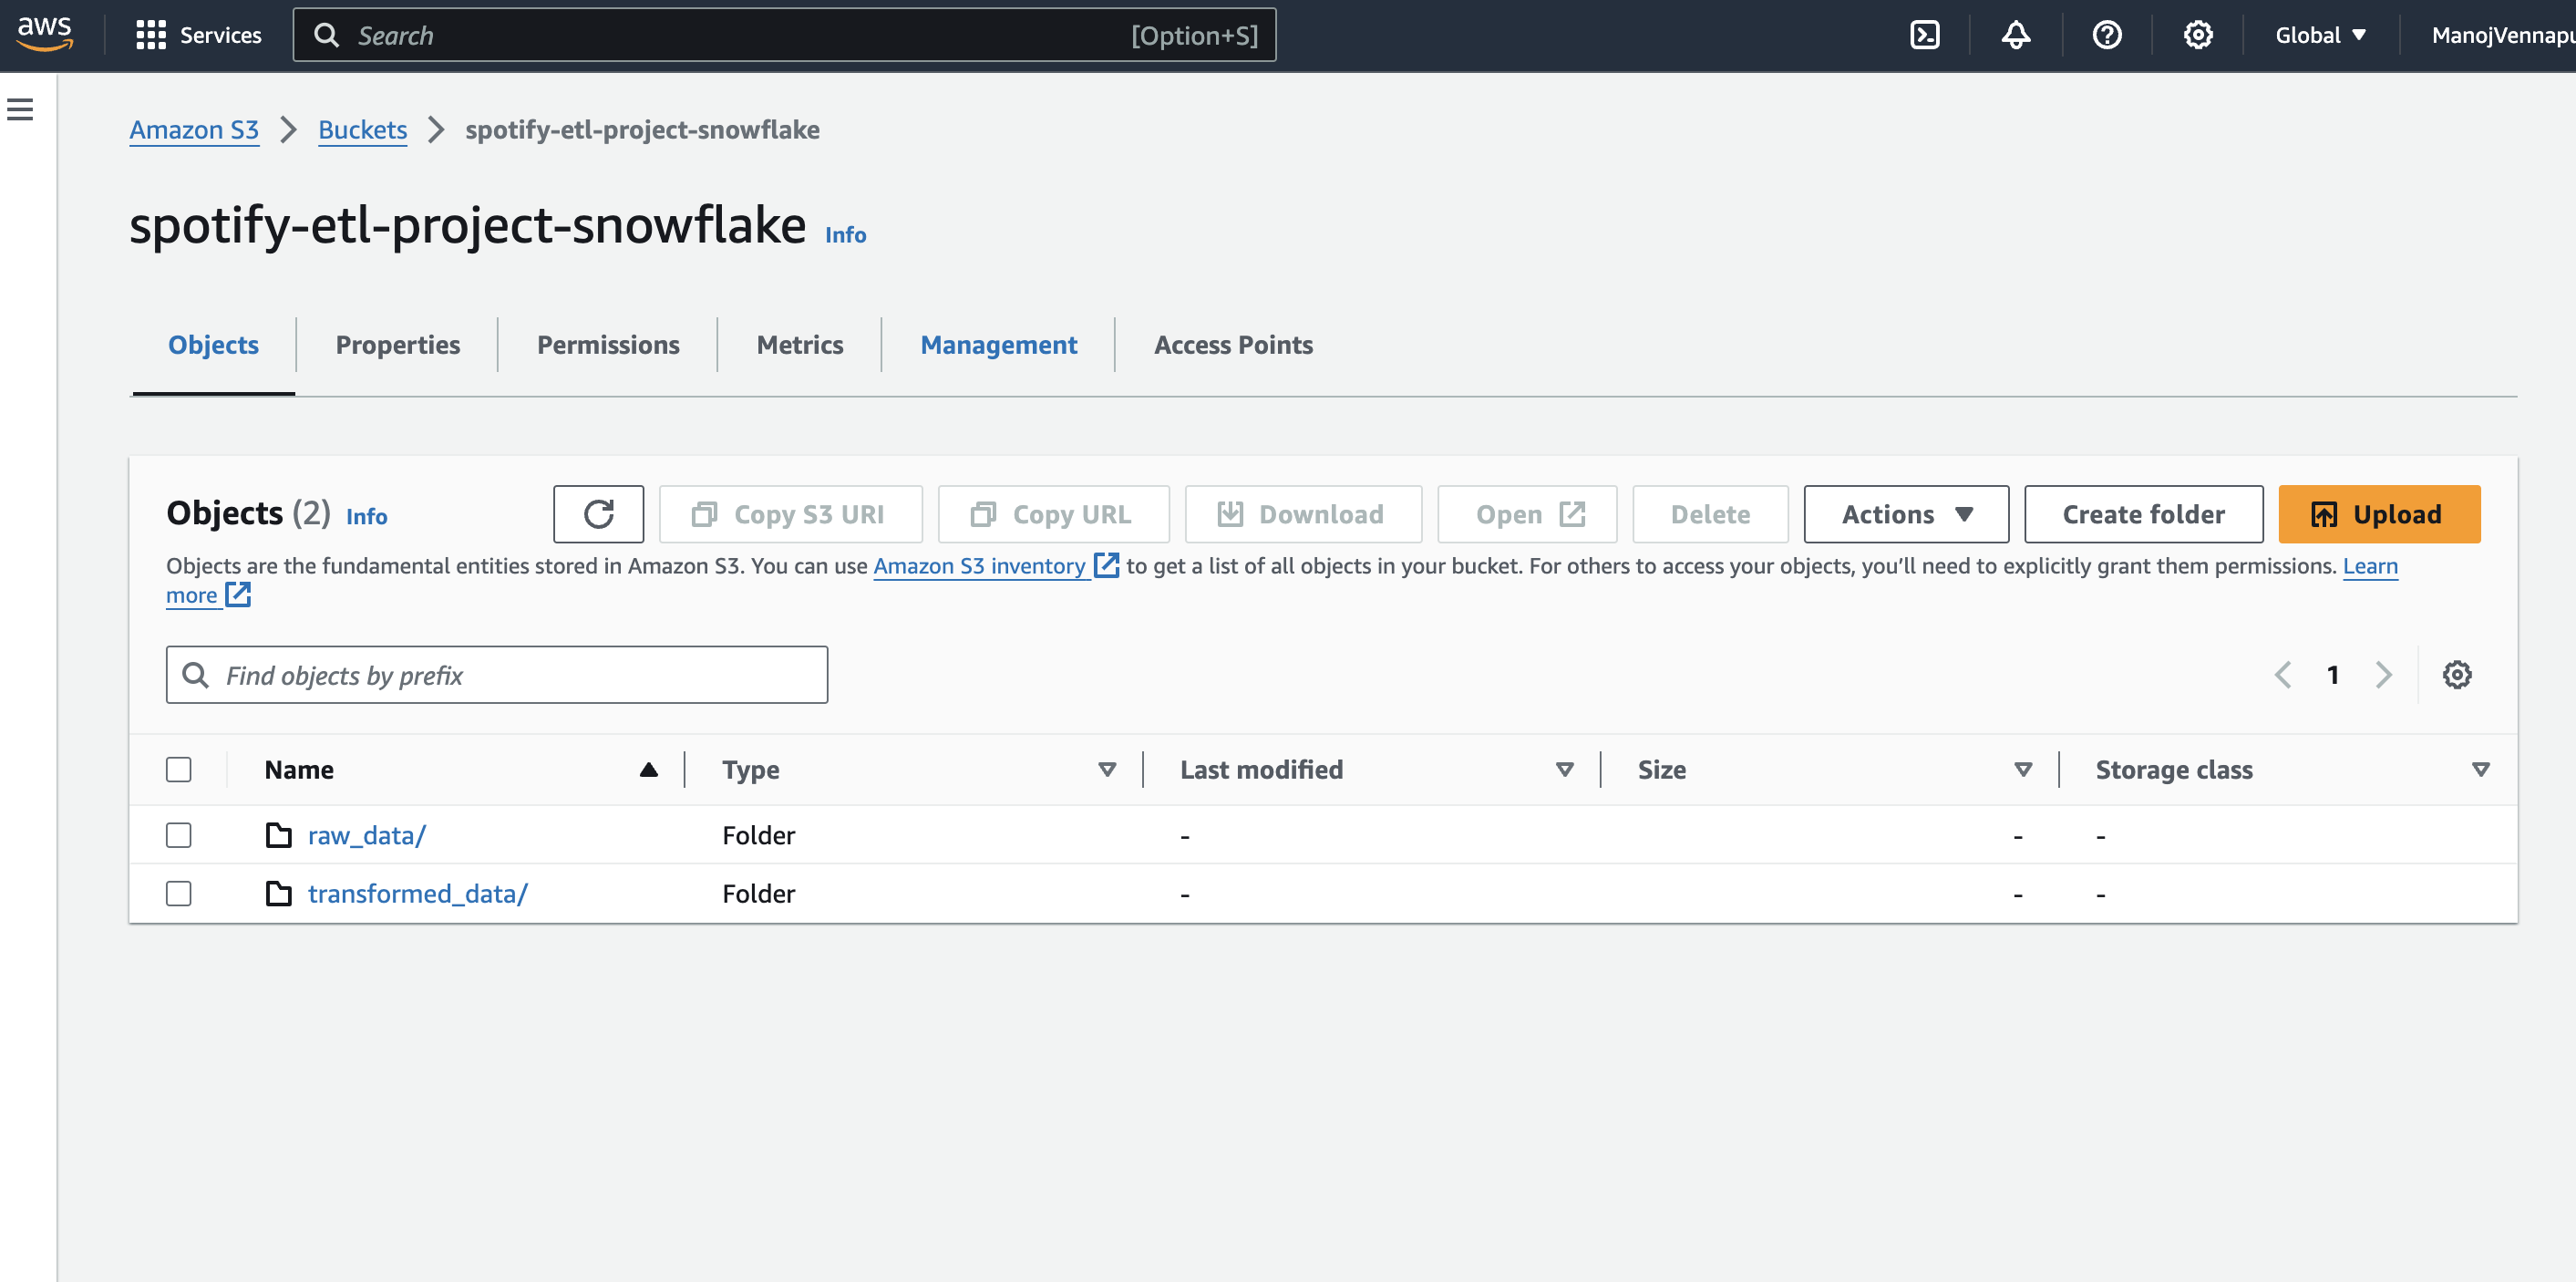 aws
Services
Search [Option+S]
Global
ManojVennapu
Amazon S3 > Buckets > spotify-etl-project-snowflake
spotify-etl-project-snowflake Info
Objects
Properties
Permissions
Metrics
Management
Access Points
Objects (2) Info
Copy S3 URI
Copy URL
Download
Open
Delete
Actions
Create folder
Upload
Objects are the fundamental entities stored in Amazon S3. You can use Amazon S3 inventory to get a list of all objects in your bucket. For others to access your objects, you’ll need to explicitly grant them permissions. Learn
more
Find objects by prefix
1
Name Type Last modified Size Storage class
raw_data/ Folder - - -
transformed_data/ Folder - - -